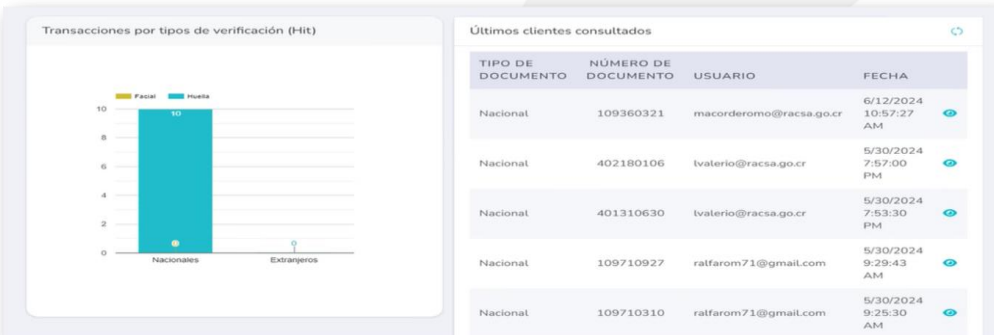 Transacciones por tipos de verificación (Hit)
Facial Huella
10
10
8
6
4
2
0
0
0
Nacionales Extranjeros
Últimos clientes consultados
TIPO DE DOCUMENTO NÚMERO DE DOCUMENTO USUARIO FECHA
Nacional 109360321 macorderomo@racsa.go.cr 6/12/2024 10:57:27 AM
Nacional 402180106 lvalerio@racsa.go.cr 5/30/2024 7:57:00 PM
Nacional 401310630 lvalerio@racsa.go.cr 5/30/2024 7:53:30 PM
Nacional 109710927 ralfarom71@gmail.com 5/30/2024 9:29:43 AM
Nacional 109710310 ralfarom71@gmail.com 5/30/2024 9:25:30 AM